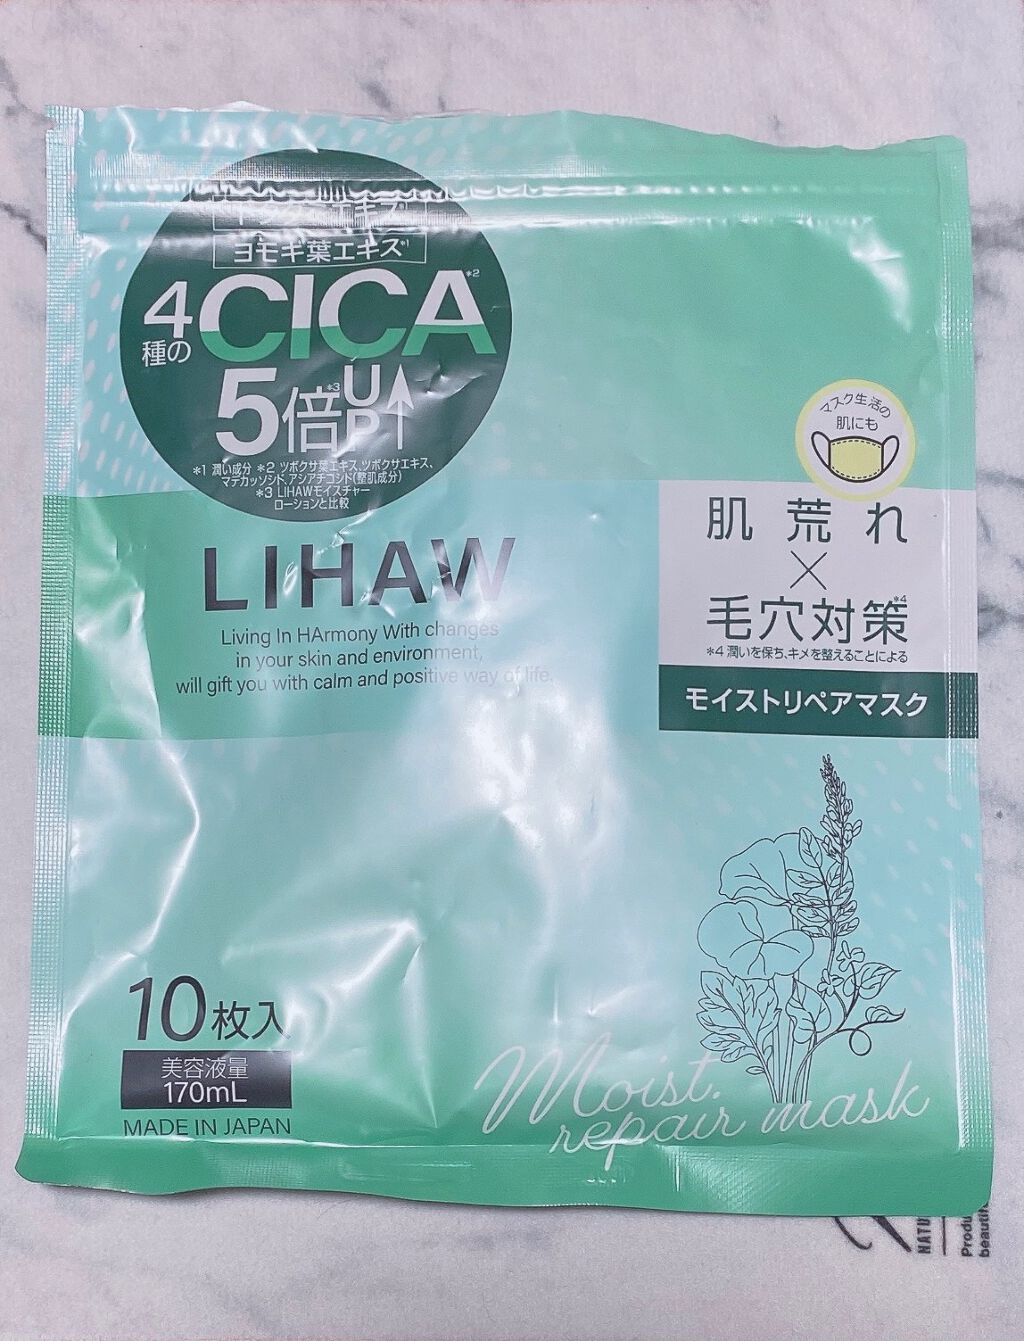 ヨモギ葉エキス*1
4種の CICA*2
5倍*3 UP
*1 潤い成分 *2 ツボクサ葉エキス、ツボクサエキス、
マデカッソシド、アシアチコシド(整肌成分)
*3 LIHAWモイスチャー
ローションと比較
マスク生活の
肌にも
LIHAW
Living In HArmony With changes
in your skin and environment,
will gift you with calm and positive way of life.
肌荒れ
×
毛穴対策*4
*4 潤いを保ち、キメを整えることによる
モイストリペアマスク
10枚入
美容液量
170mL
MADE IN JAPAN
Moist
repair mask